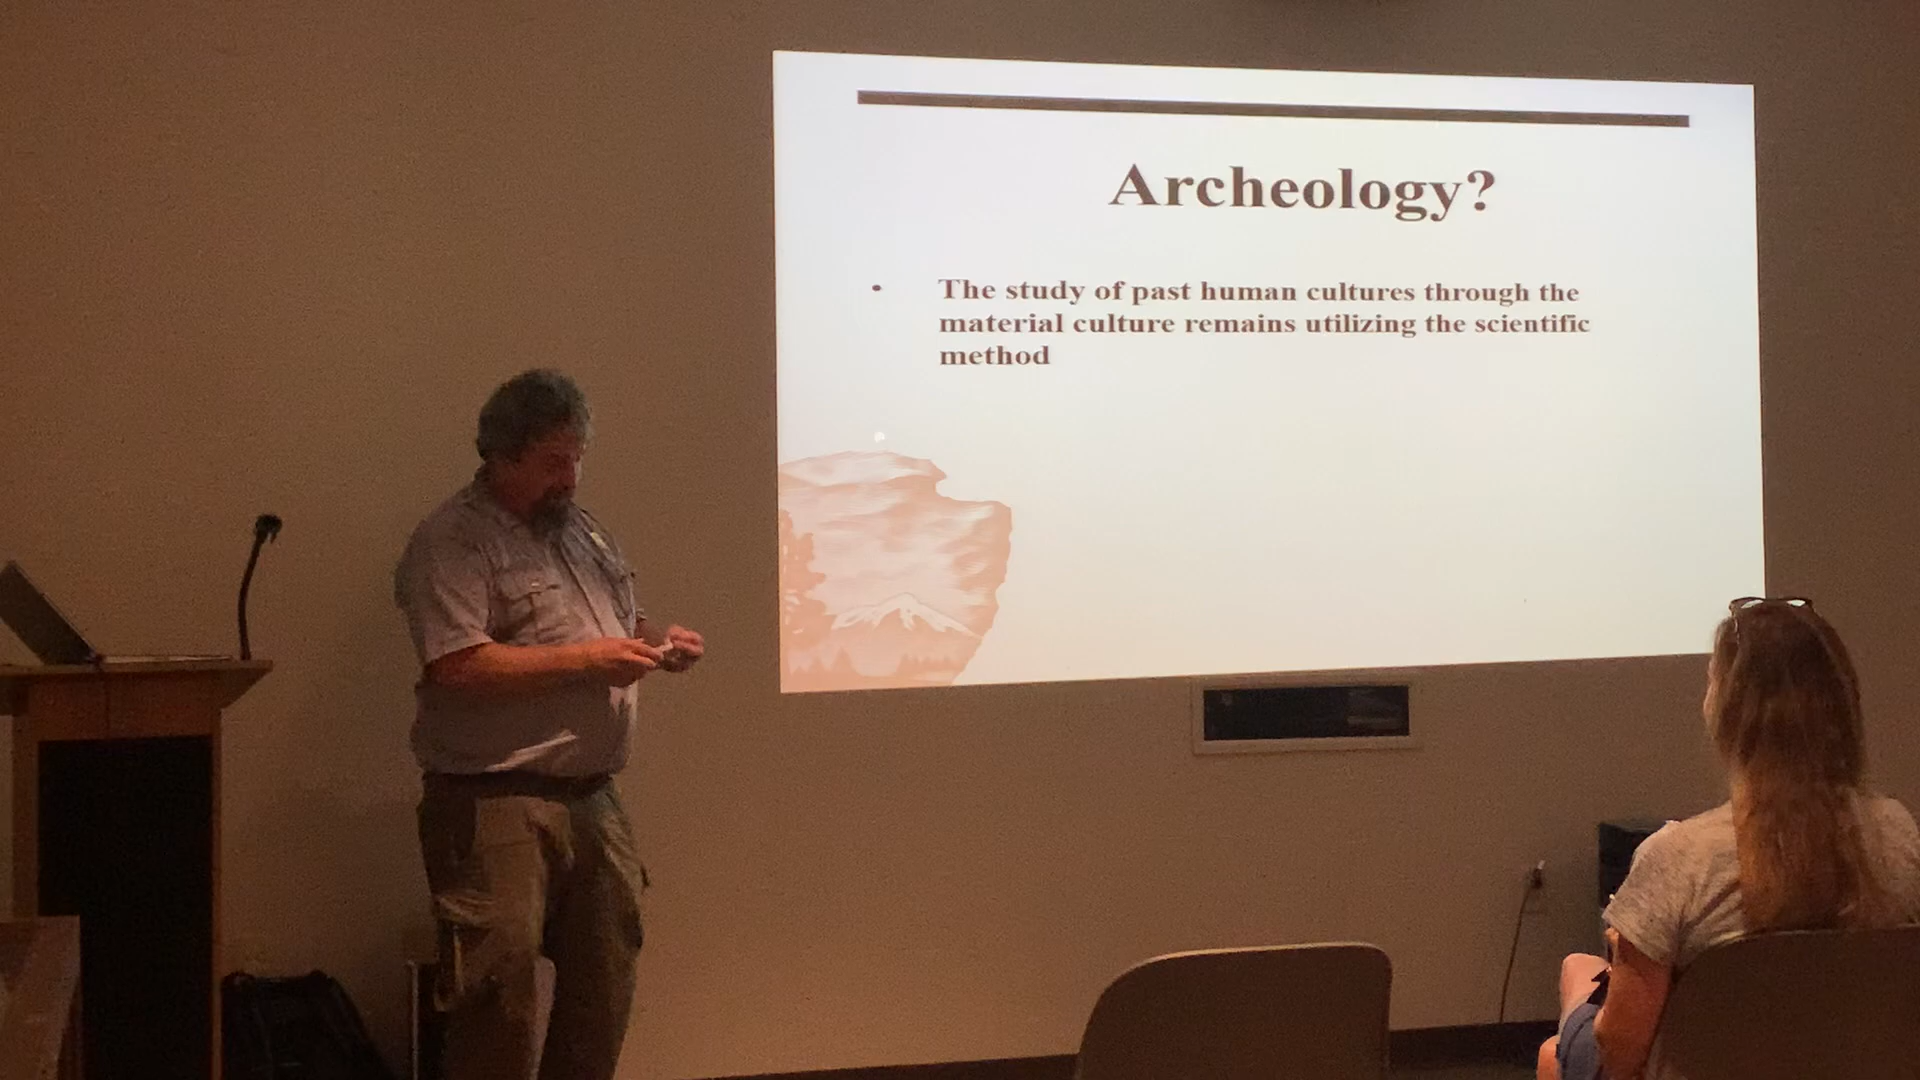 Archeology?
• The study of past human cultures through the
material culture remains utilizing the scientific
method